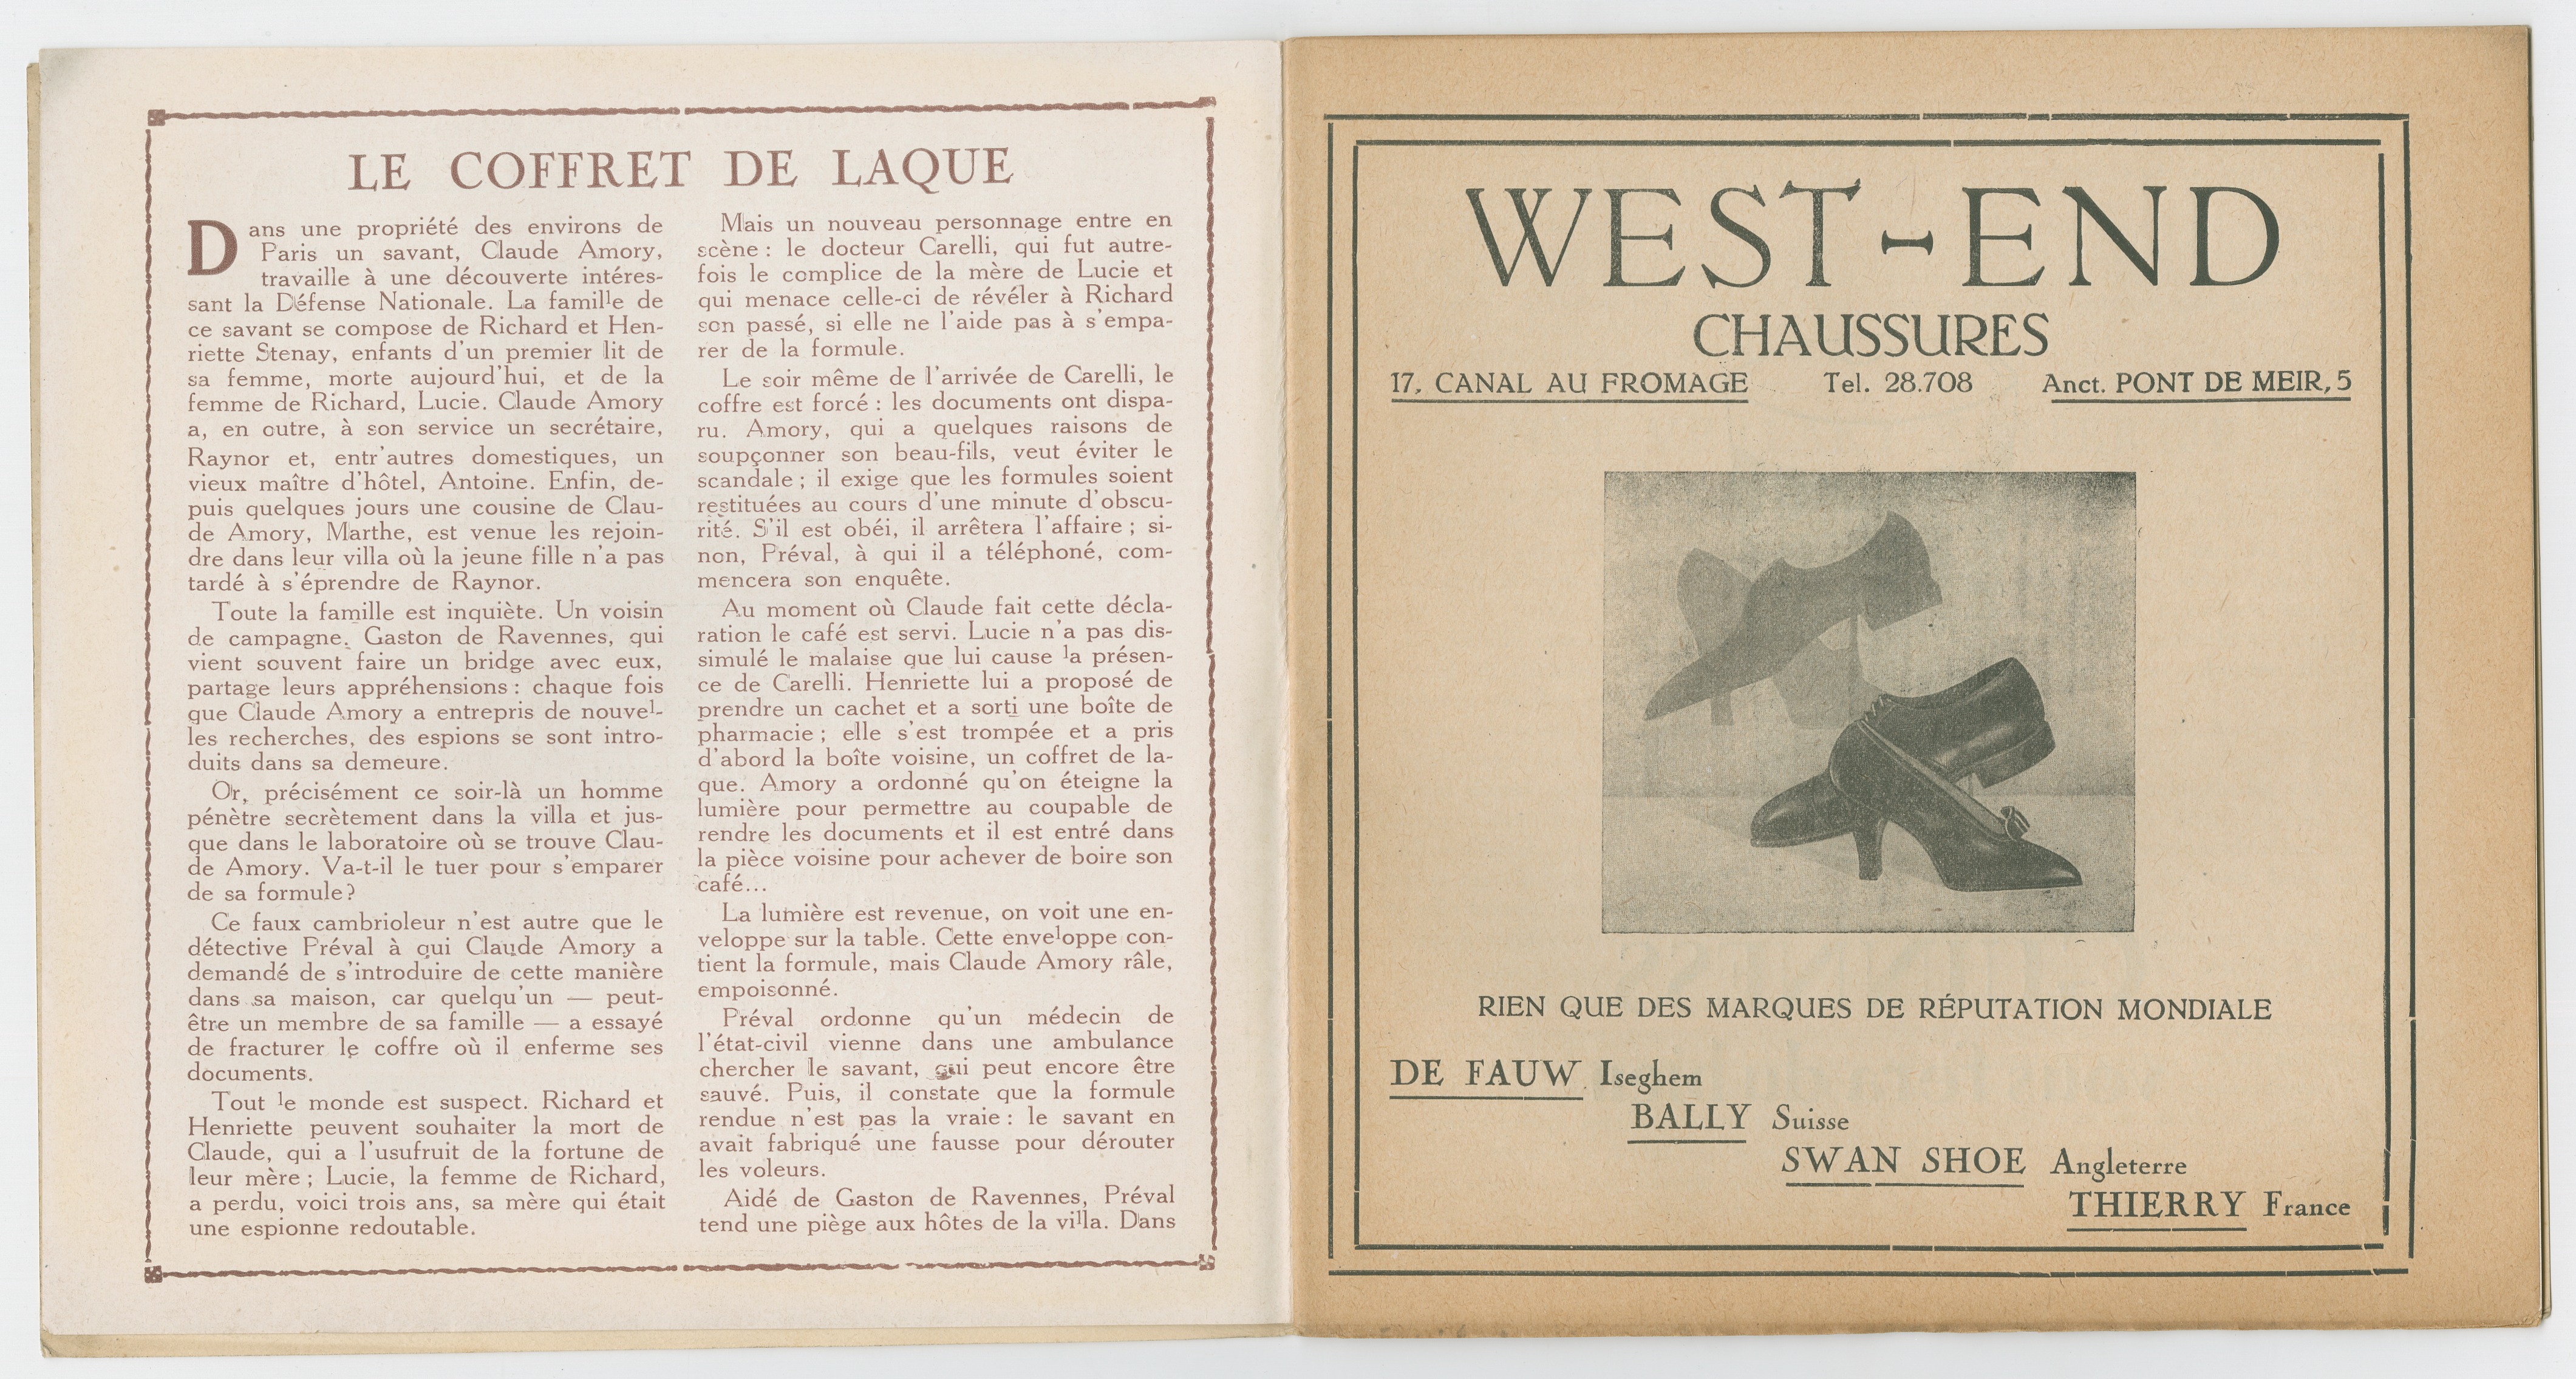 LE COFFRET DE LAQUE
Dans une propriété des environs de
Paris un savant, Claude Amory,
travaille à une découverte intéres-
sant la Défense Nationale. La famille de
ce savant se compose de Richard et Hen-
riette Stenay, enfants d'un premier lit de
sa femme, morte aujourd'hui, et de la
femme de Richard, Lucie. Claude Amory
a, en outre, à son service un secrétaire,
Raynor et, entr'autres domestiques, un
vieux maître d'hôtel, Antoine. Enfin, de-
puis quelques jours une cousine de Clau-
de Amory, Marthe, est venue les rejoin-
dre dans leur villa où la jeune fille n'a pas
tardé à s'éprendre de Raynor.
Toute la famille est inquiète. Un voisin
de campagne. Gaston de Ravennes, qui
vient souvent faire un bridge avec eux,
partage leurs appréhensions : chaque fois
que Claude Amory a entrepris de nouvel-
les recherches, des espions se sont intro-
duits dans sa demeure.
Or, précisément ce soir-là un homme
pénètre secrètement dans la villa et jus-
que dans le laboratoire où se trouve Clau-
de Amory. Va-t-il le tuer pour s'emparer
de sa formule?
Ce faux cambrioleur n'est autre que le
détective Préval à qui Claude Amory a
demandé de s'introduire de cette manière
dans sa maison, car quelqu'un — peut-
être un membre de sa famille — a essayé
de fracturer le coffre où il enferme ses
documents.
Tout le monde est suspect. Richard et
Henriette peuvent souhaiter la mort de
Claude, qui a l'usufruit de la fortune de
leur mère ; Lucie, la femme de Richard,
a perdu, voici trois ans, sa mère qui était
une espionne redoutable.
Mais un nouveau personnage entre en
scène : le docteur Carelli, qui fut autre-
fois le complice de la mère de Lucie et
qui menace celle-ci de révéler à Richard
son passé, si elle ne l'aide pas à s'empa-
rer de la formule.
Le soir même de l'arrivée de Carelli, le
coffre est forcé : les documents ont dispa-
ru. Amory, qui a quelques raisons de
soupçonner son beau-fils, veut éviter le
scandale ; il exige que les formules soient
restituées au cours d'une minute d'obscu-
rité. S'il est obéi, il arrêtera l'affaire ; si-
non, Préval, à qui il a téléphoné, com-
mencera son enquête.
Au moment où Claude fait cette décla-
ration le café est servi. Lucie n'a pas dis-
simulé le malaise que lui cause la présen-
ce de Carelli. Henriette lui a proposé de
prendre un cachet et a sorti une boîte de
pharmacie ; elle s'est trompée et a pris
d'abord la boîte voisine, un coffret de la-
que. Amory a ordonné qu'on éteigne la
lumière pour permettre au coupable de
rendre les documents et il est entré dans
la pièce voisine pour achever de boire son
café...
La lumière est revenue, on voit une en-
veloppe sur la table. Cette enveloppe con-
tient la formule, mais Claude Amory râle,
empoisonné.
Préval ordonne qu'un médecin de
l'état-civil vienne dans une ambulance
chercher le savant, qui peut encore être
sauvé. Puis, il constate que la formule
rendue n'est pas la vraie : le savant en
avait fabriqué une fausse pour dérouter
les voleurs.
Aidé de Gaston de Ravennes, Préval
tend une piège aux hôtes de la villa. Dans
WEST-END
CHAUSSURES
17, CANAL AU FROMAGE Tel. 28.708 Anct. PONT DE MEIR, 5
RIEN QUE DES MARQUES DE RÉPUTATION MONDIALE
DE FAUW Iseghem
BALLY Suisse
SWAN SHOE Angleterre
THIERRY France